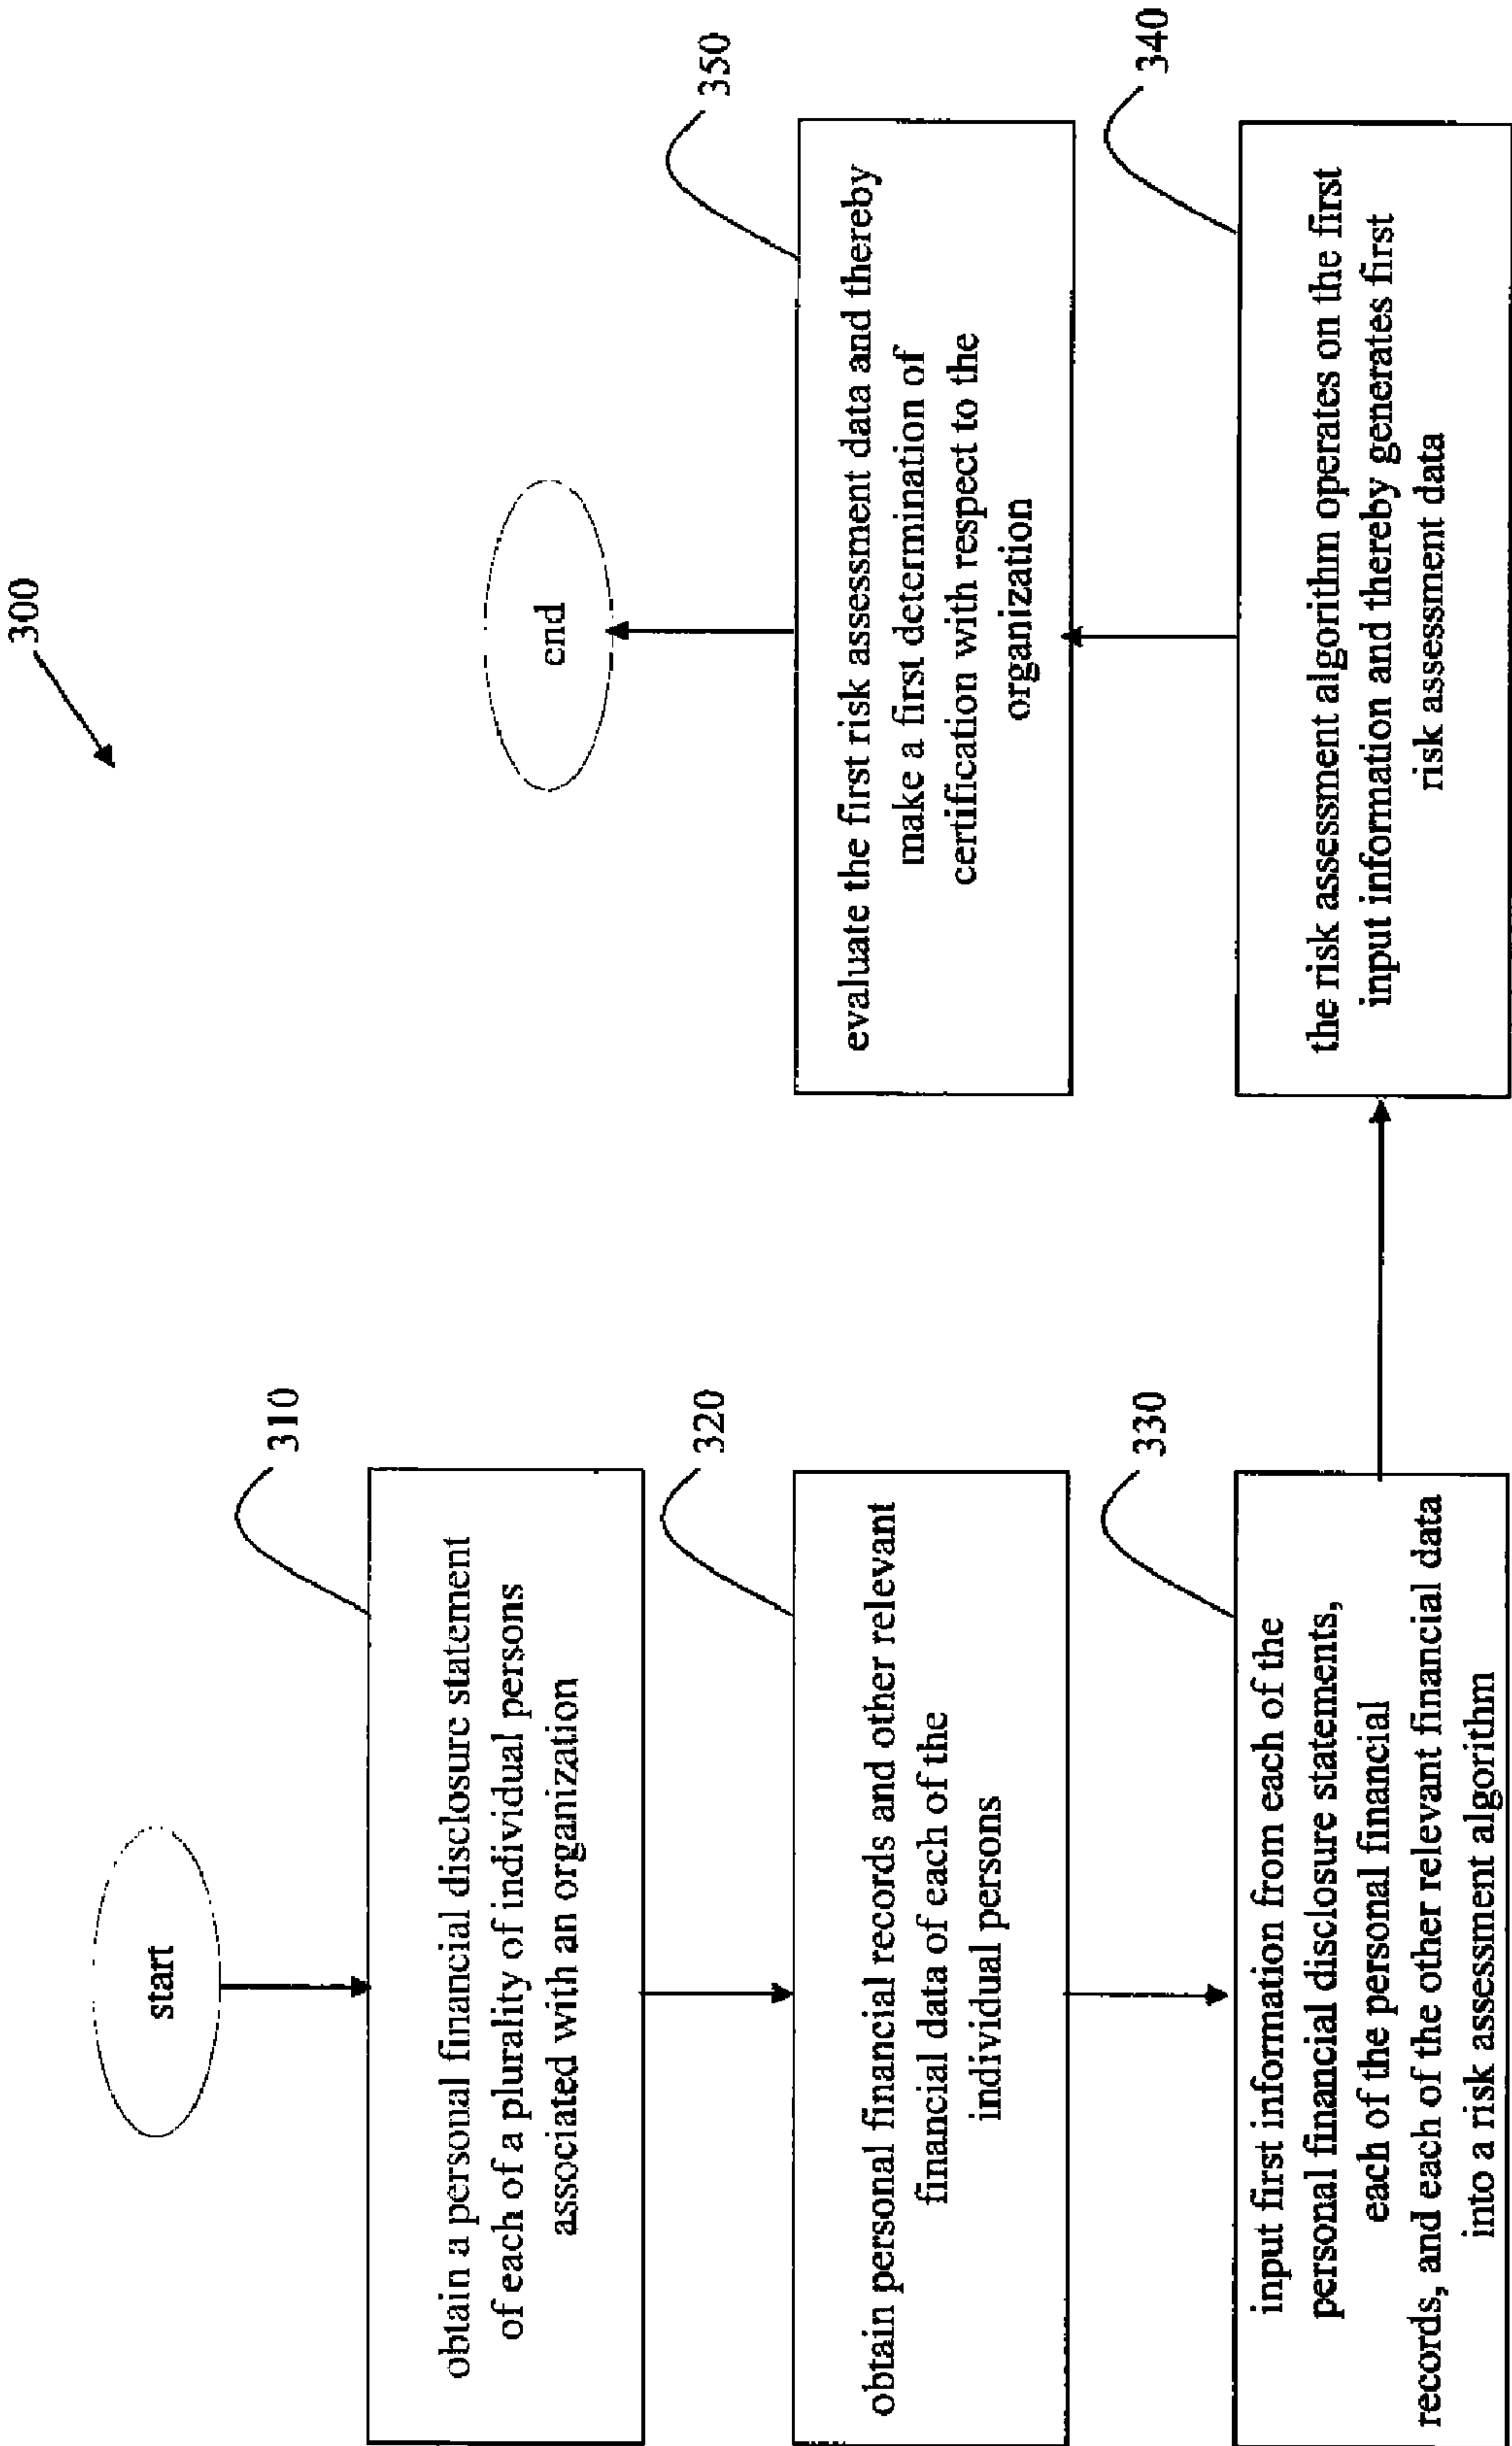 300
start
310
obtain a personal financial disclosure statement
of each of a plurality of individual persons
associated with an organization
320
obtain personal financial records and other relevant
financial data of each of the
individual persons
330
input first information from each of the
personal financial disclosure statements,
each of the personal financial
records, and each of the other relevant financial data
into a risk assessment algorithm
340
the risk assessment algorithm operates on the first
input information and thereby generates first
risk assessment data
350
evaluate the first risk assessment data and thereby
make a first determination of
certification with respect to the
organization
end